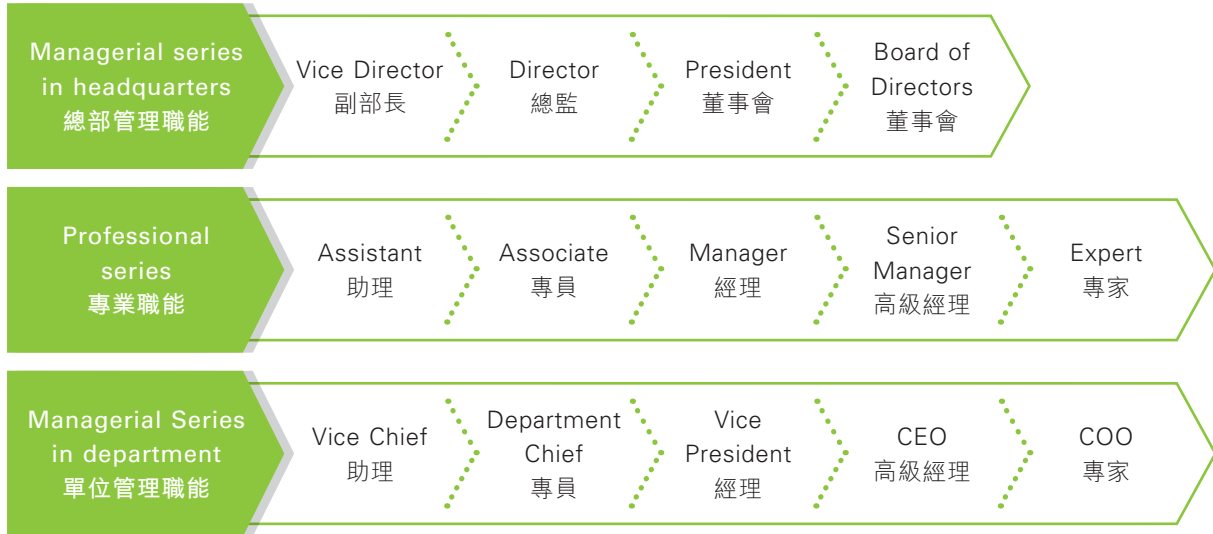 Managerial series
in headquarters
總部管理職能
Vice Director
副部長
Director
總監
President
董事會
Board of
Directors
董事會
Professional
series
專業職能
Assistant
助理
Associate
專員
Manager
經理
Senior
Manager
高級經理
Expert
專家
Managerial Series
in department
單位管理職能
Vice Chief
助理
Department
Chief
專員
Vice
President
經理
CEO
高級經理
COO
專家